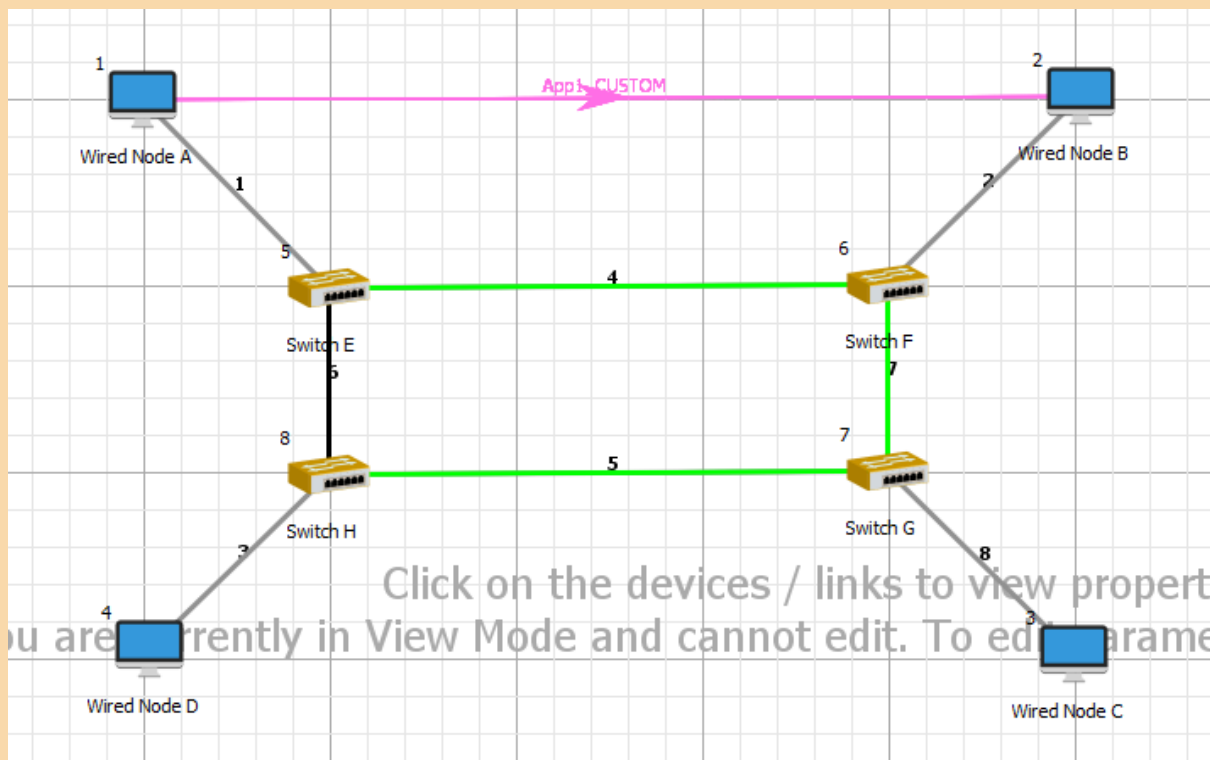 1
2
App1_CUSTOM
Wired Node A
Wired Node B
1
2
5
6
4
Switch E
Switch F
6
7
8
7
5
Switch H
Switch G
3
8
Click on the devices / links to view propert
4
3
ou are currently in View Mode and cannot edit. To edit parame
Wired Node D
Wired Node C